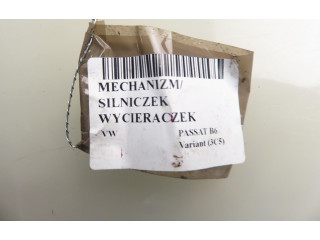 MECHANIZM/
SILNICZEK
WYCIERACZEK
VW PASSAT B6
Variant (3C5)